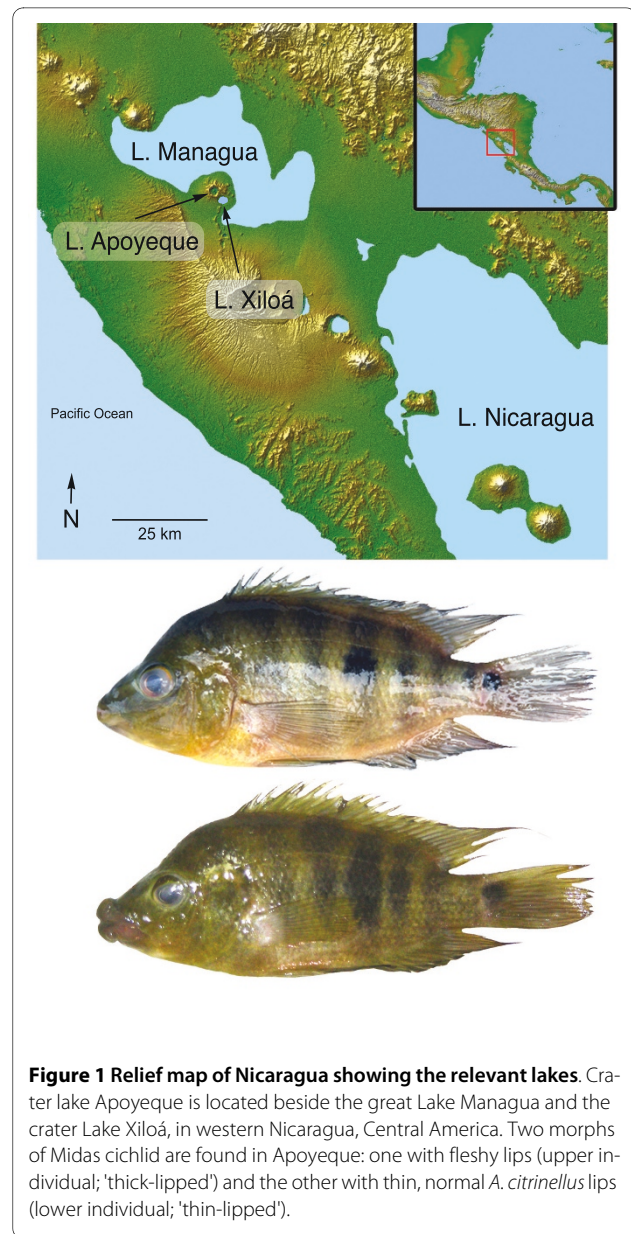 L. Managua
L. Apoyeque
L. Xiloá
Pacific Ocean
L. Nicaragua
N
25 km
Figure 1 Relief map of Nicaragua showing the relevant lakes. Cra-
ter lake Apoyeque is located beside the great Lake Managua and the
crater Lake Xiloá, in western Nicaragua, Central America. Two morphs
of Midas cichlid are found in Apoyeque: one with fleshy lips (upper in-
dividual; 'thick-lipped') and the other with thin, normal A. citrinellus lips
(lower individual; 'thin-lipped').